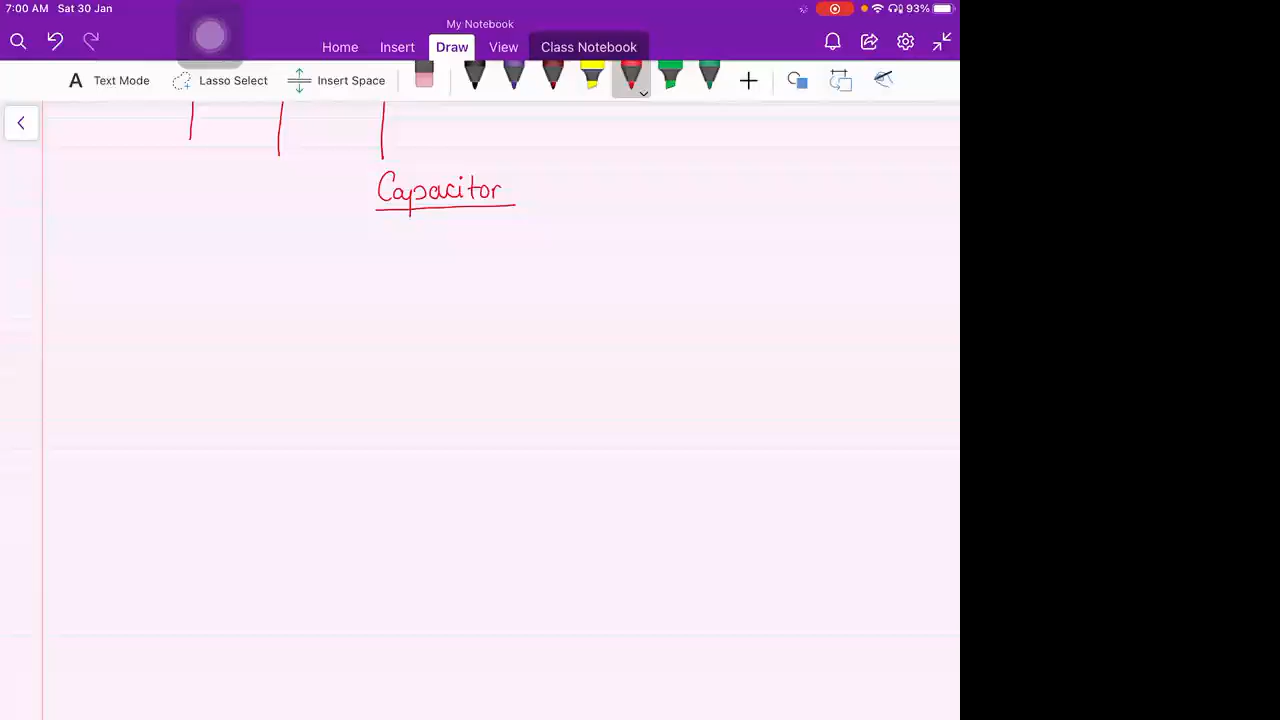 7:00 AM Sat 30 Jan 93%
My Notebook
Home Insert Draw View Class Notebook
A Text Mode Lasso Select Insert Space
Capacitor